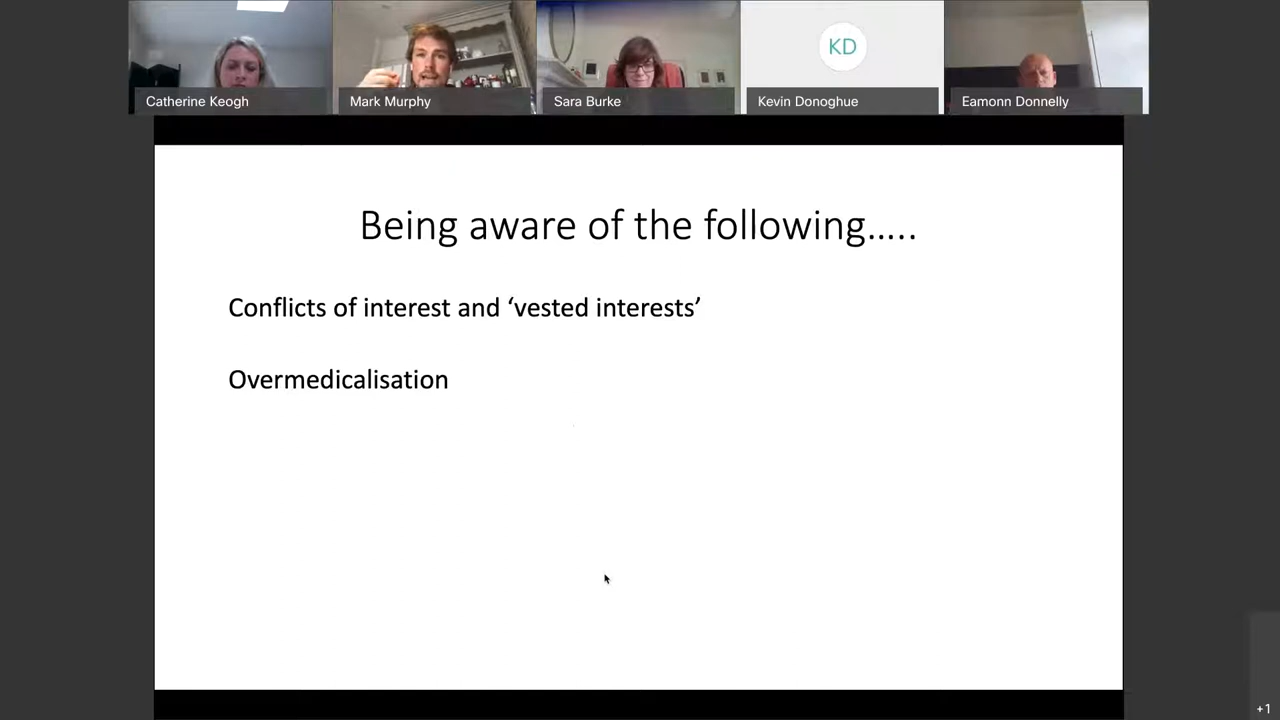 KD
Catherine Keogh
Mark Murphy
Sara Burke
Kevin Donoghue
Eamonn Donnelly
Being aware of the following.....
Conflicts of interest and ‘vested interests’
Overmedicalisation
+1